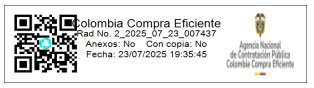 Colombia Compra Eficiente
Rad No. 2_2025_07_23_007437
Anexos: No Con copia: No
Fecha: 23/07/2025 19:35:45
Agencia Nacional
de Contratación Pública
Colombia Compra Eficiente